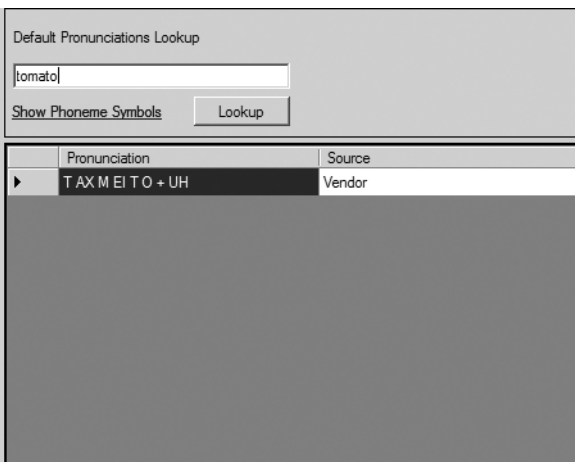 Default Pronunciations Lookup
tomato
Show Phoneme Symbols Lookup
Pronunciation Source
T AX M EI T O + UH Vendor